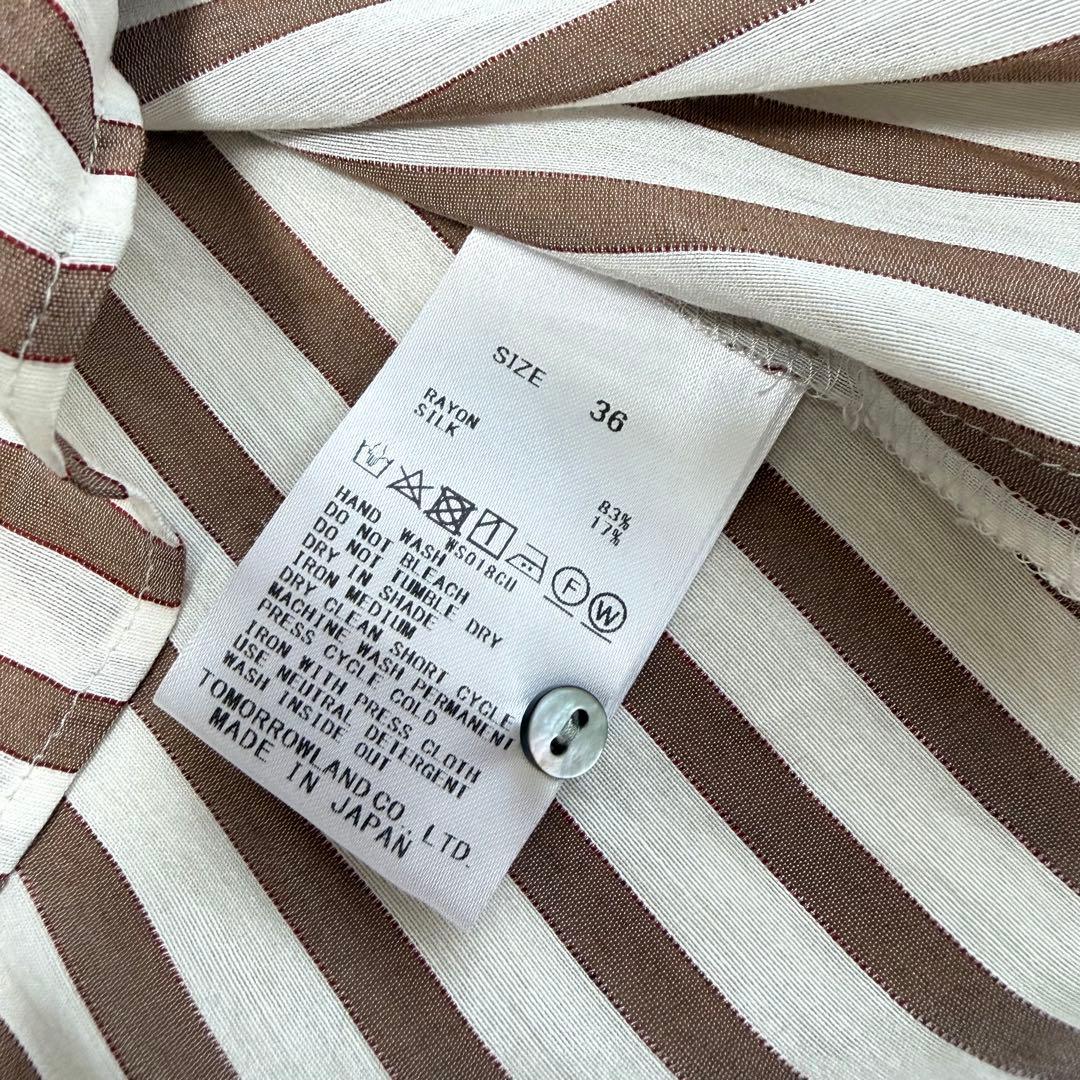 SIZE 36
RAYON 83%
SILK 17%
F W
WS018GU
HAND WASH
DO NOT BLEACH
DO NOT TUMBLE DRY
DRY IN SHADE
IRON MEDIUM
DRY CLEAN SHORT CYCLE
MACHINE WASH PERMANENT
PRESS CYCLE COLD
IRON WITH PRESS CLOTH
USE NEUTRAL DETERGENT
WASH INSIDE OUT
TOMORROWLAND CO., LTD.
MADE IN JAPAN